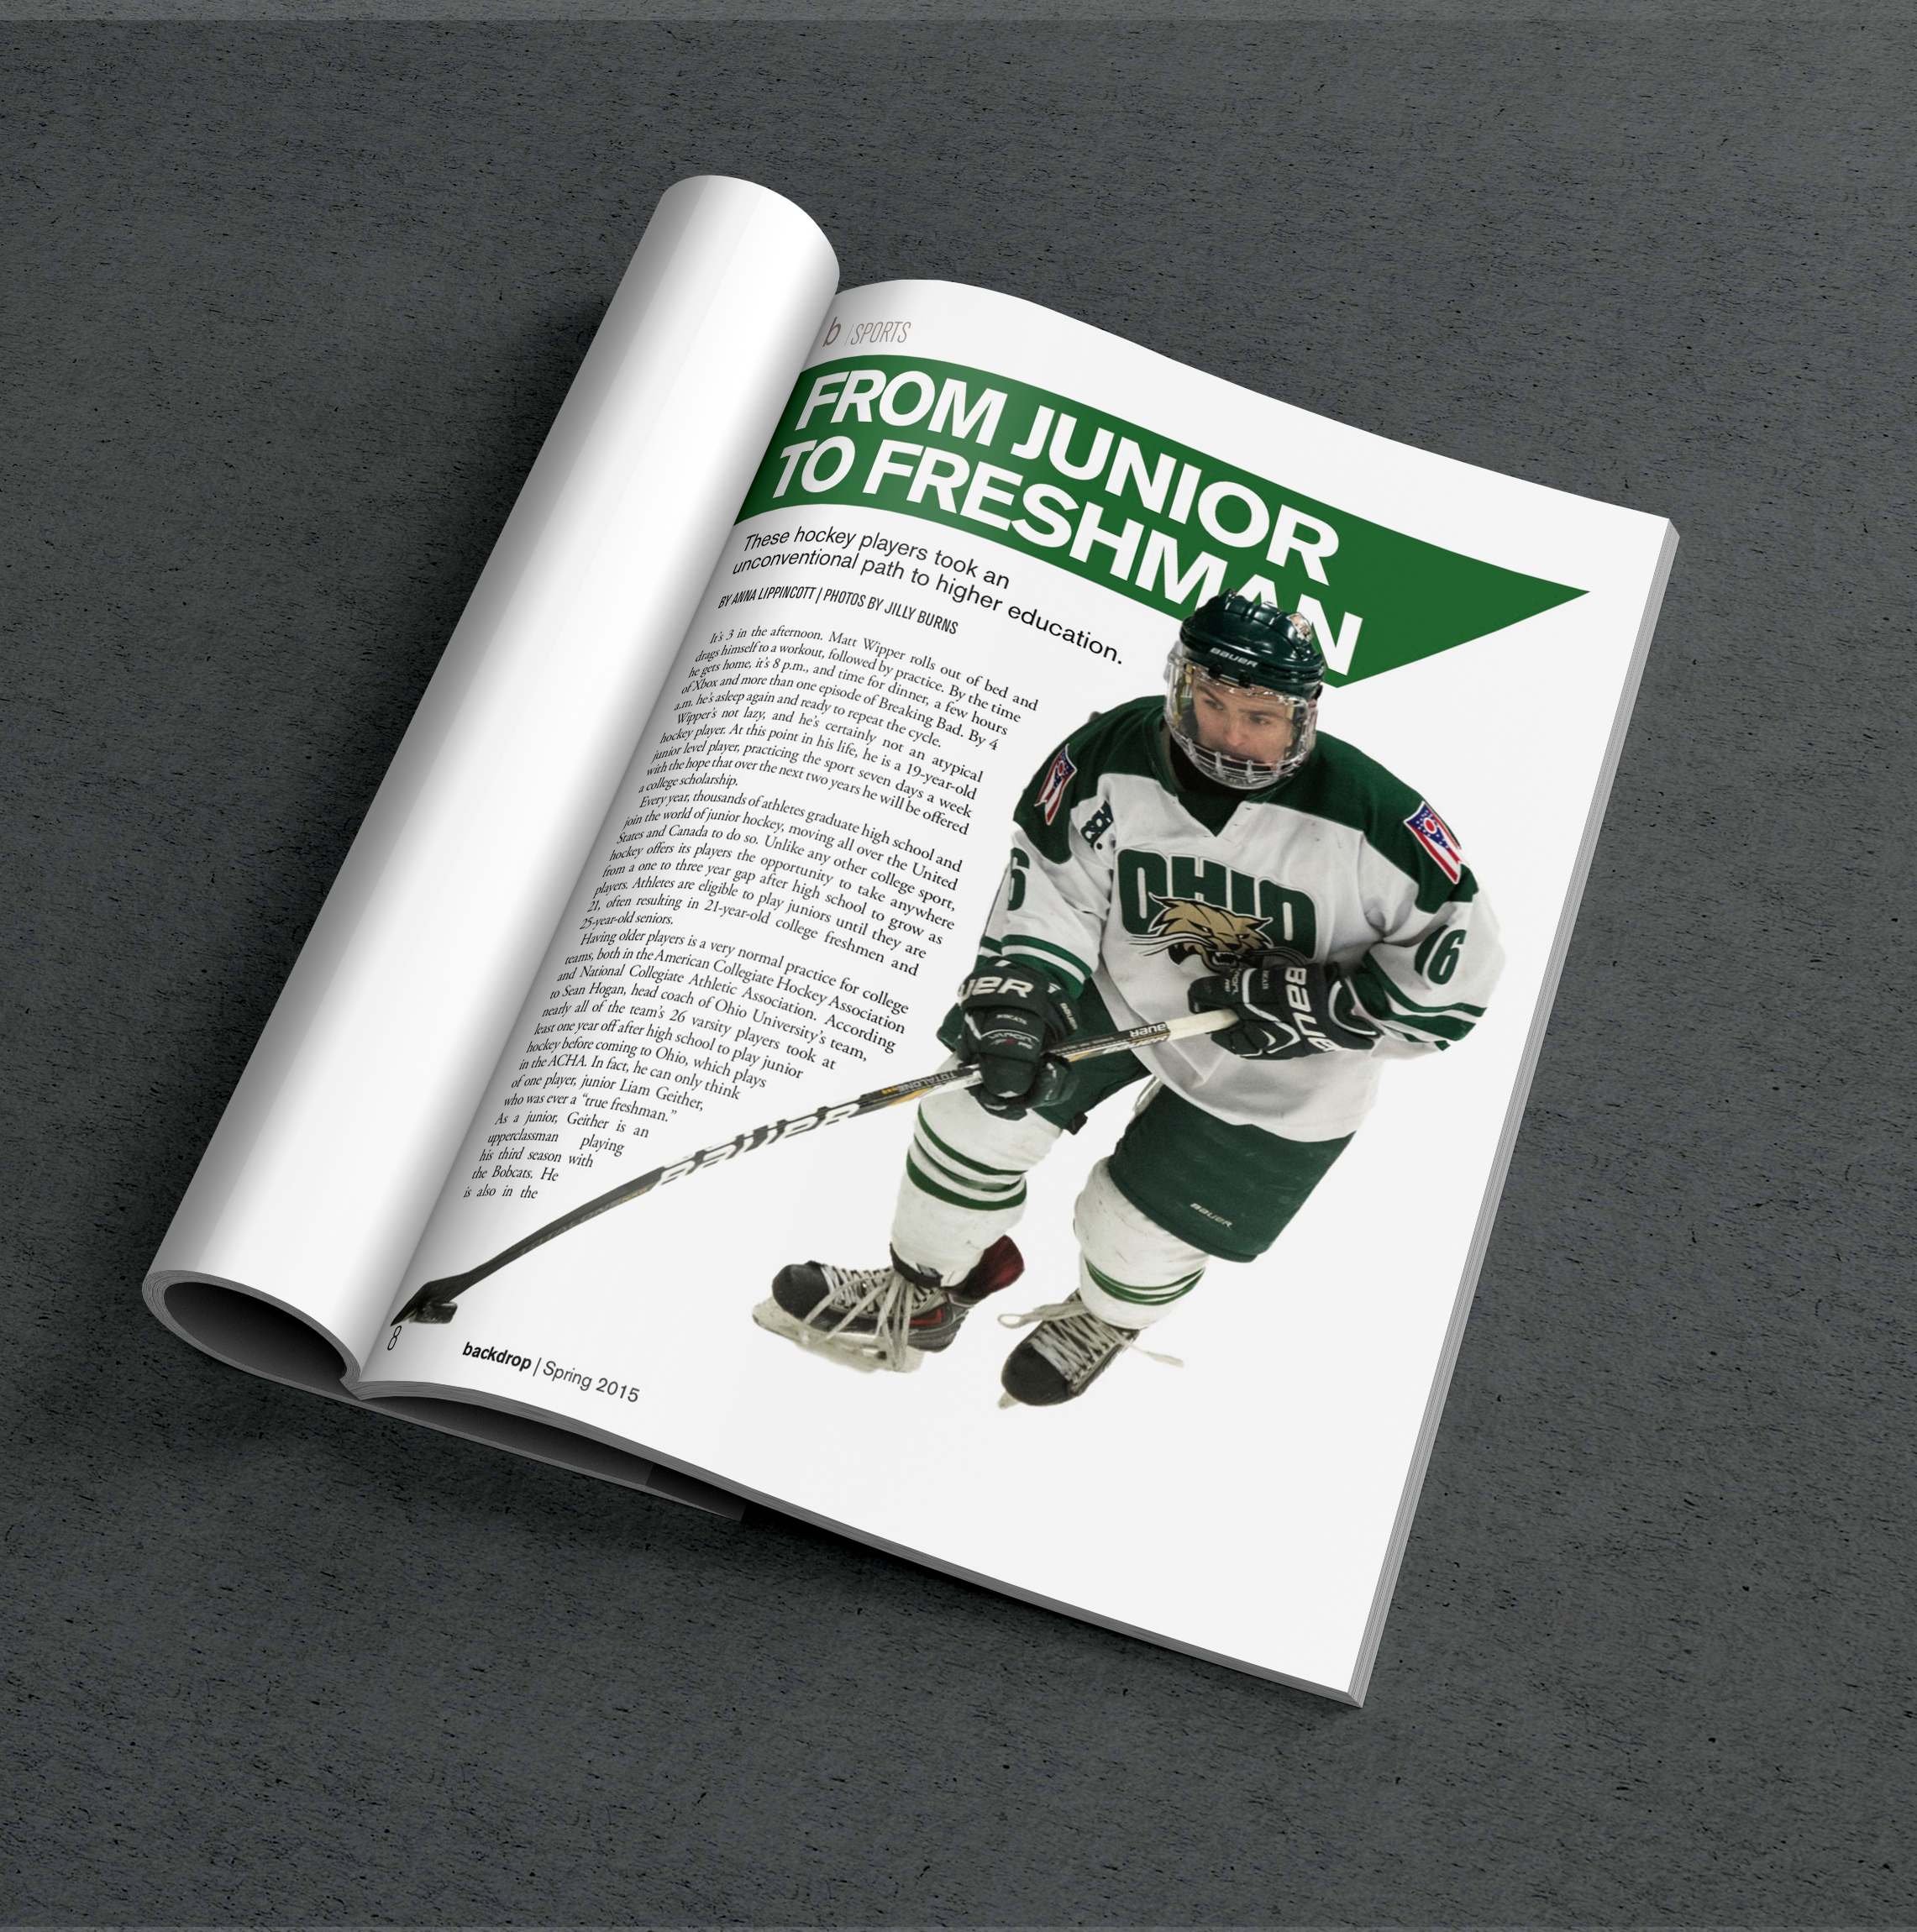 b | SPORTS
FROM JUNIOR
TO FRESHMAN
These hockey players took an
unconventional path to higher education.
BY ANNA LIPPINCOTT | PHOTOS BY JILLY BURNS
It's 3 in the afternoon. Matt Wipper rolls out of bed and
drags himself to a workout, followed by practice. By the time
he gets home, it's 8 p.m., and time for dinner, a few hours
of Xbox and more than one episode of Breaking Bad. By 4
a.m. he's asleep again and ready to repeat the cycle.
Wipper's not lazy, and he's certainly not an atypical
hockey player. At this point in his life, he is a 19-year-old
junior level player, practicing the sport seven days a week
with the hope that over the next two years he will be offered
a college scholarship.
Every year, thousands of athletes graduate high school and
join the world of junior hockey, moving all over the United
States and Canada to do so. Unlike any other college sport,
hockey offers its players the opportunity to take anywhere
from a one to three year gap after high school to grow as
players. Athletes are eligible to play juniors until they are
21, often resulting in 21-year-old college freshmen and
25-year-old seniors.
Having older players is a very normal practice for college
teams, both in the American Collegiate Hockey Association
and National Collegiate Athletic Association. According
to Sean Hogan, head coach of Ohio University's team,
nearly all of the team's 26 varsity players took at
least one year off after high school to play junior
hockey before coming to Ohio, which plays
in the ACHA. In fact, he can only think
of one player, junior Liam Geither,
who was ever a “true freshman.”
As a junior, Geither is an
upperclassman playing
his third season with
the Bobcats. He
is also in the
BAUER
CSCHL
OHIO
6
16
UER
BAUER
BAUER
TOTALONE
BAUER
BAUER
8
backdrop | Spring 2015